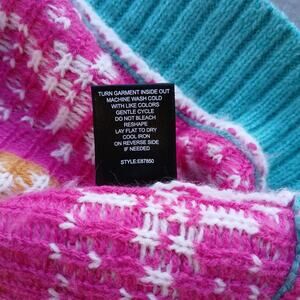 TURN GARMENT INSIDE OUT
MACHINE WASH COLD
WITH LIKE COLORS
GENTLE CYCLE
DO NOT BLEACH
RESHAPE
LAY FLAT TO DRY
COOL IRON
ON REVERSE SIDE
IF NEEDED
STYLE:E87850